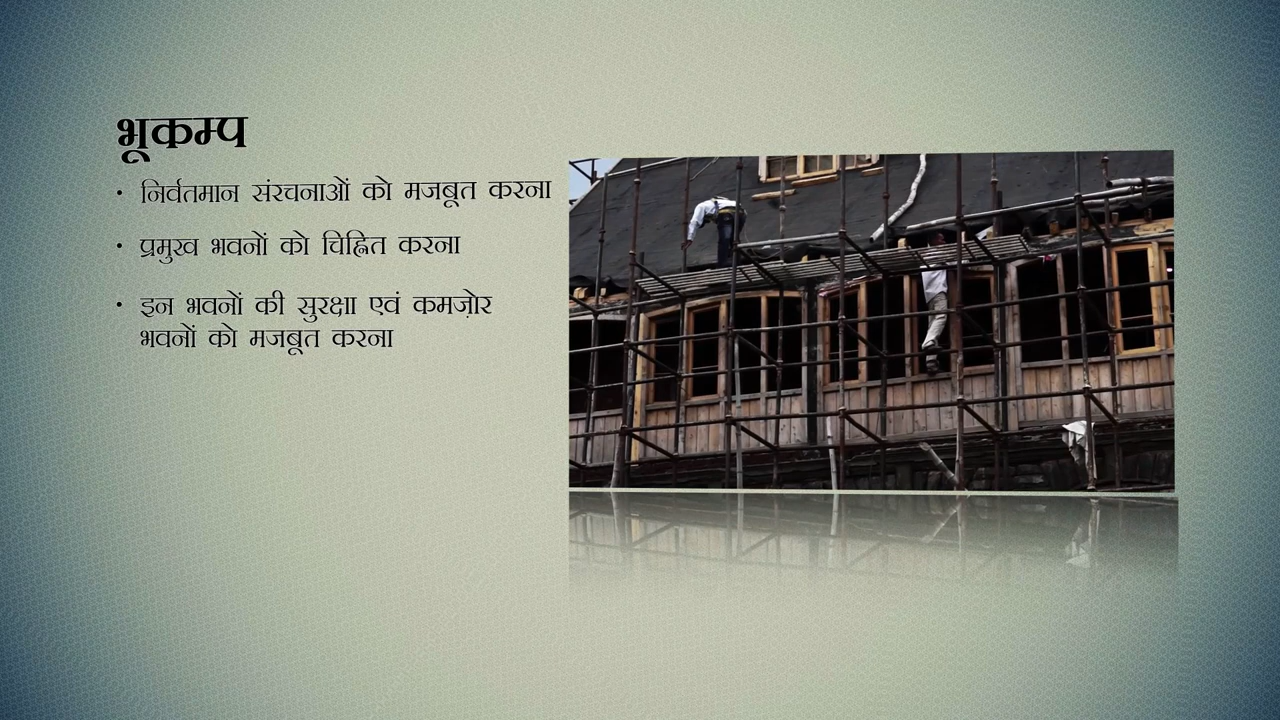 भूकम्प
• निर्वतमान संरचनाओं को मजबूत करना
• प्रमुख भवनों को चिह्नित करना
• इन भवनों की सुरक्षा एवं कमज़ोर
भवनों को मजबूत करना